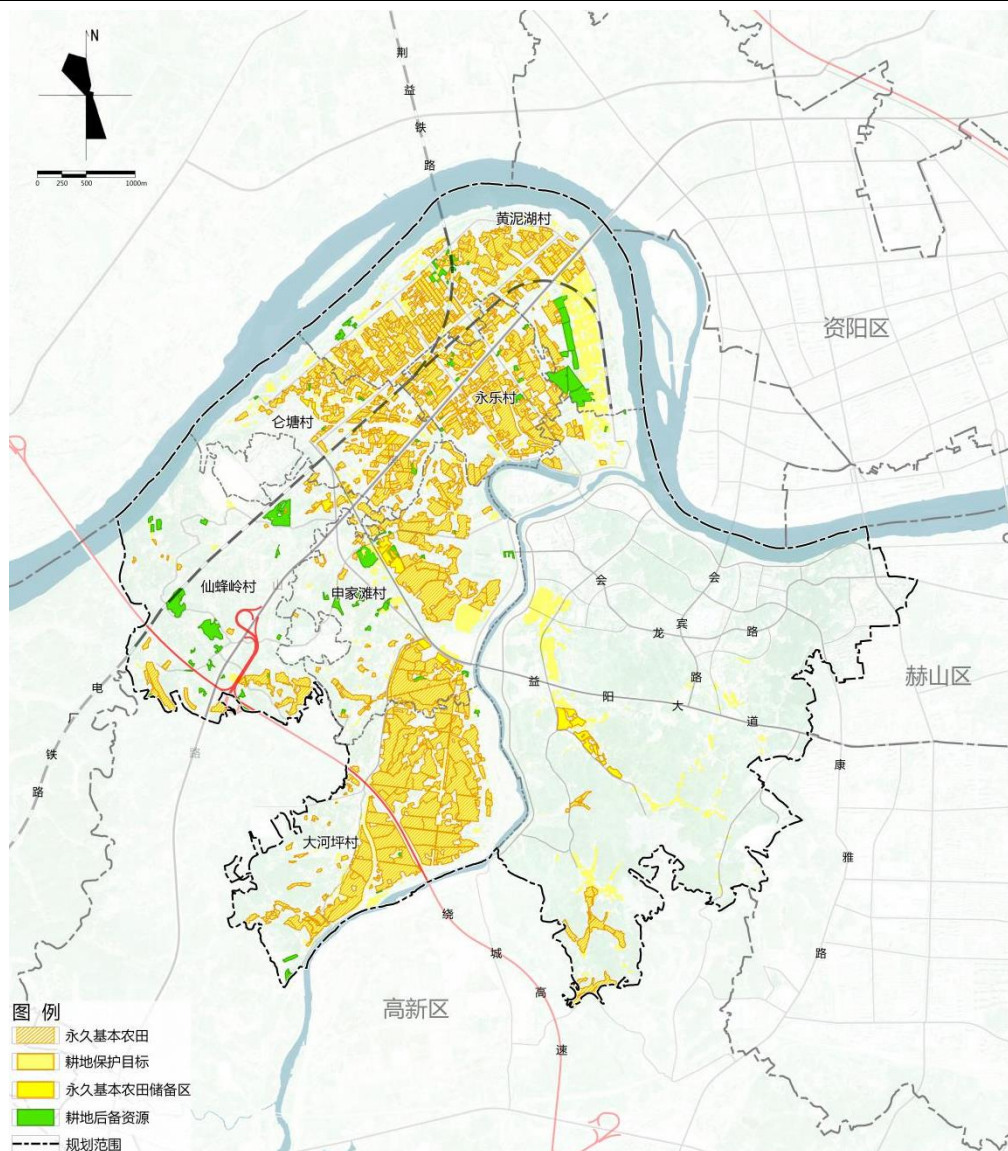 N
0 250 500 1000m
荆益铁路
黄泥湖村
资阳区
永乐村
仑塘村
仙蜂岭村
申家滩村
山
会龙路
会
宾
路
赫山区
益阳大道
电
铁
路
路
康雅路
大河坪村
绕城高速
高新区
图 例
永久基本农田
耕地保护目标
永久基本农田储备区
耕地后备资源
规划范围